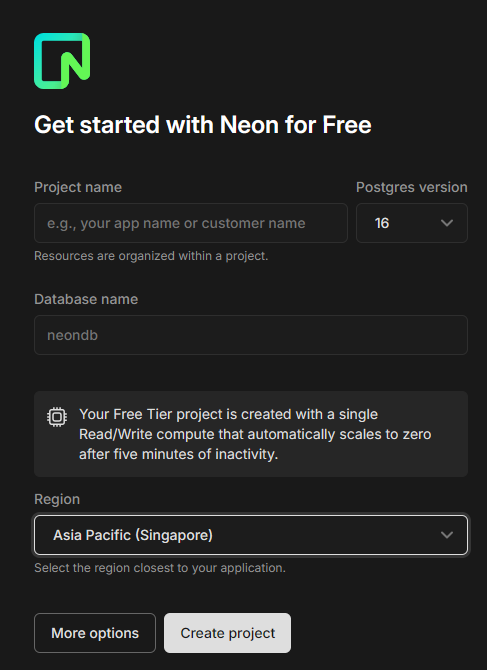 Get started with Neon for Free
Project name
Postgres version
e.g., your app name or customer name
16
Resources are organized within a project.
Database name
neondb
Your Free Tier project is created with a single
Read/Write compute that automatically scales to zero
after five minutes of inactivity.
Region
Asia Pacific (Singapore)
Select the region closest to your application.
More options
Create project